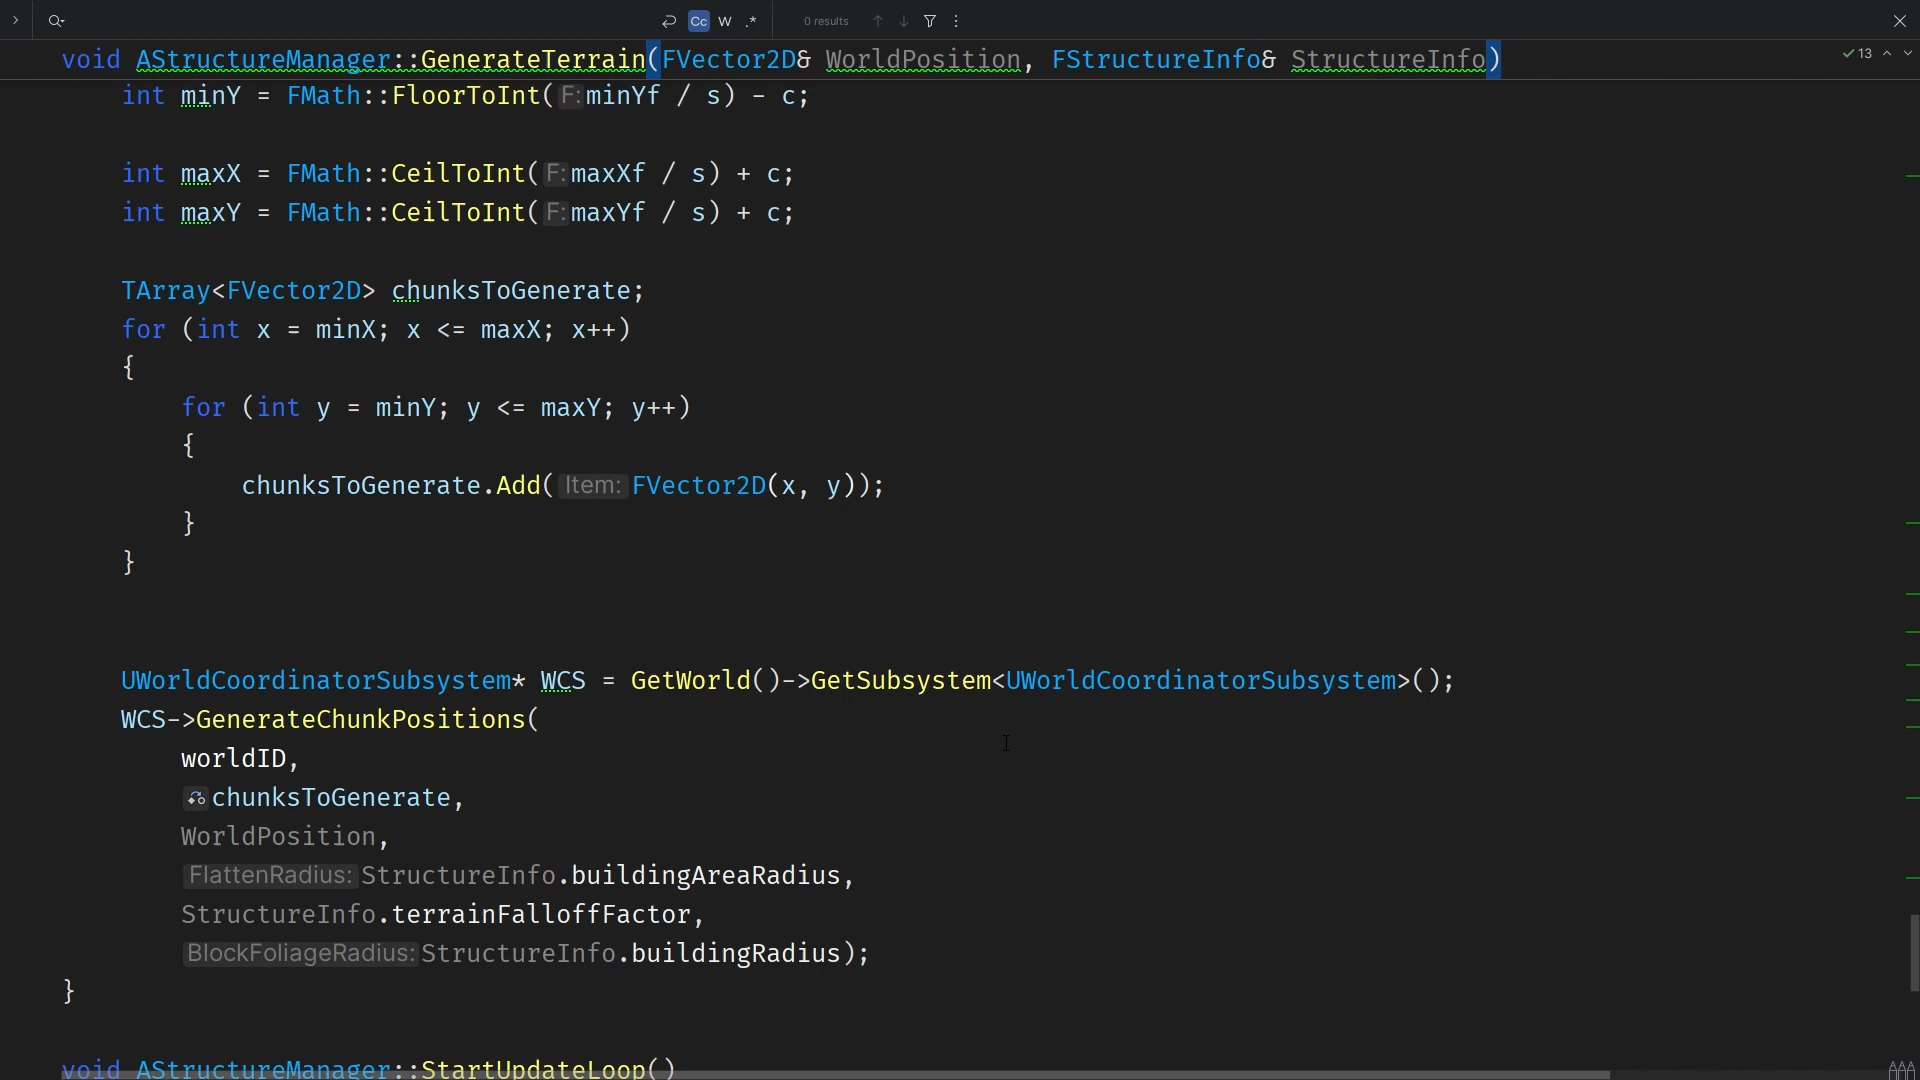 Cc W .* 0 results
void AStructureManager::GenerateTerrain(FVector2D& WorldPosition, FStructureInfo& StructureInfo)
13
int minY = FMath::FloorToInt( F: minYf / s) - c;
int maxX = FMath::CeilToInt( F: maxXf / s) + c;
int maxY = FMath::CeilToInt( F: maxYf / s) + c;
TArray<FVector2D> chunksToGenerate;
for (int x = minX; x <= maxX; x++)
{
for (int y = minY; y <= maxY; y++)
{
chunksToGenerate.Add( Item: FVector2D(x, y));
}
}
UWorldCoordinatorSubsystem* WCS = GetWorld()->GetSubsystem<UWorldCoordinatorSubsystem>();
WCS->GenerateChunkPositions(
worldID,
chunksToGenerate,
WorldPosition,
FlattenRadius: StructureInfo.buildingAreaRadius,
StructureInfo.terrainFalloffFactor,
BlockFoliageRadius: StructureInfo.buildingRadius);
}
void AStructureManager::StartUpdateLoop()